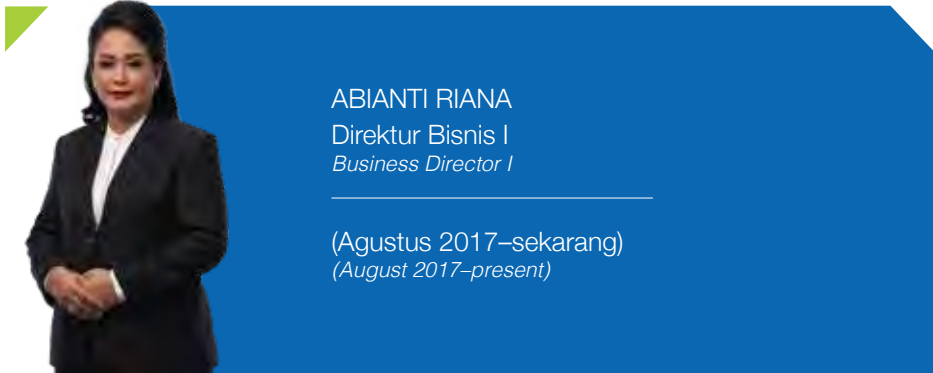 ABIANTI RIANA
Direktur Bisnis I
Business Director I
(Agustus 2017–sekarang)
(August 2017–present)